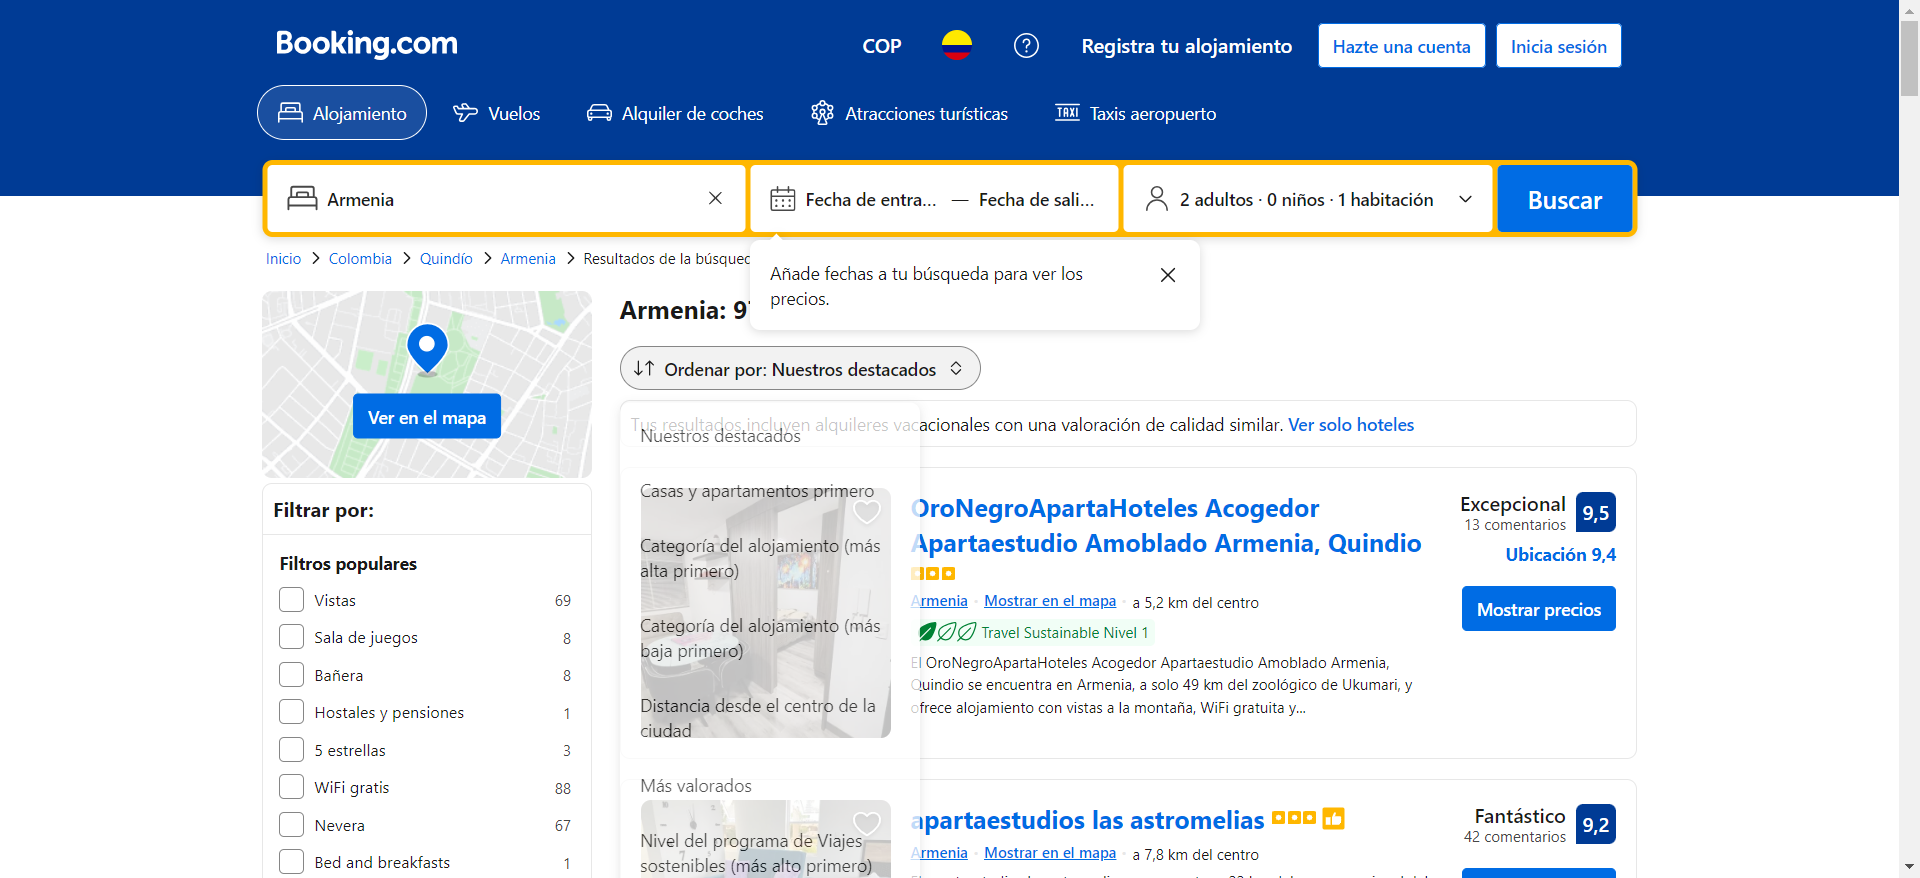 Booking.com
COP
Registra tu alojamiento
Hazte una cuenta
Inicia sesión
Alojamiento
Vuelos
Alquiler de coches
Atracciones turísticas
TAXI
Taxis aeropuerto
Armenia
Fecha de entra... — Fecha de sali...
2 adultos · 0 niños · 1 habitación
Buscar
Inicio
Colombia
Quindío
Armenia
Resultados de la
Añade fechas a tu búsqueda para ver los
precios.
Ver en el mapa
Armenia:
Ordenar por: Nuestros destacados
Tus resultados incluyen alquileres vacacionales con una valoración de calidad similar. Ver solo hoteles
Nuestros destacados
Casas y apartamentos primero
Categoría del alojamiento (más
alta primero)
Categoría del alojamiento (más
baja primero)
Distancia desde el centro de la
ciudad
Más valorados
Nivel del programa de Viajes
sostenibles (más alto primero)
Filtrar por:
Filtros populares
Vistas 69
Sala de juegos 8
Bañera 8
Hostales y pensiones 1
5 estrellas 3
WiFi gratis 88
Nevera 67
Bed and breakfasts 1
OroNegroApartaHoteles Acogedor
Apartaestudio Amoblado Armenia, Quindio
Armenia · Mostrar en el mapa · a 5,2 km del centro
Travel Sustainable Nivel 1
El OroNegroApartaHoteles Acogedor Apartaestudio Amoblado Armenia,
Quindio se encuentra en Armenia, a solo 49 km del zoológico de Ukumari, y
ofrece alojamiento con vistas a la montaña, WiFi gratuita y...
Excepcional
13 comentarios
9,5
Ubicación 9,4
Mostrar precios
apartaestudios las astromelias
Armenia · Mostrar en el mapa · a 7,8 km del centro
Fantástico
42 comentarios
9,2